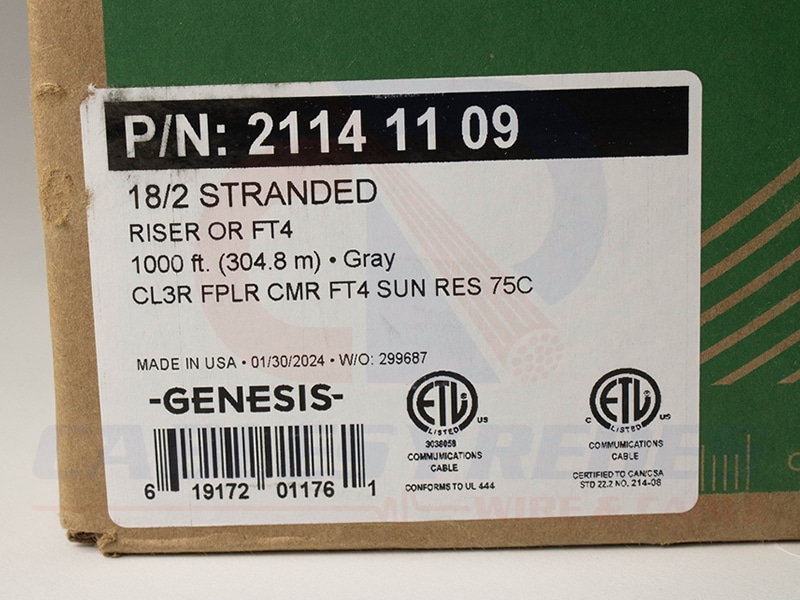 P/N: 2114 11 09
18/2 STRANDED
RISER OR FT4
1000 ft. (304.8 m) • Gray
CL3R FPLR CMR FT4 SUN RES 75C
MADE IN USA • 01/30/2024 • W/O: 299687
-GENESIS-
6 19172 01176 1
ETL US
LISTED
3038058
COMMUNICATIONS
CABLE
CONFORMS TO UL 444
C ETL US
LISTED
COMMUNICATIONS
CABLE
CERTIFIED TO CAN/CSA
STD 22.2 NO. 214-08
WIRE & CABLE